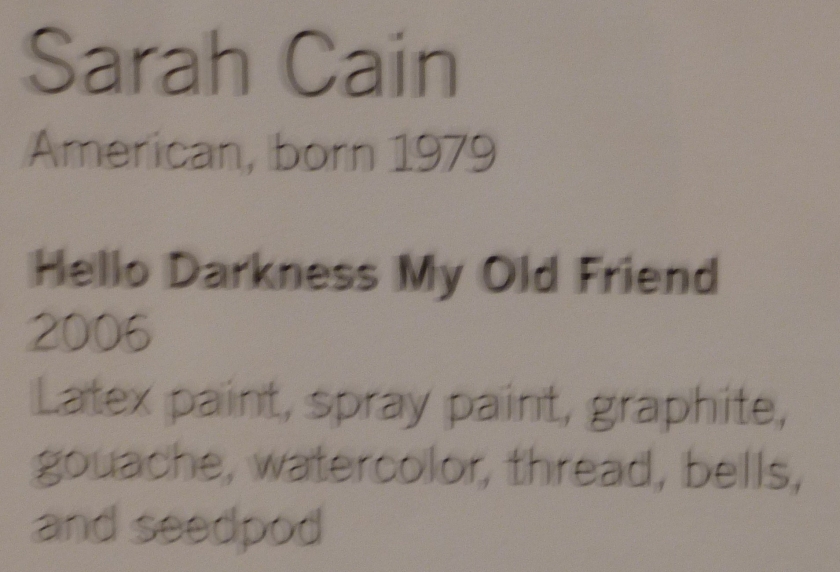 Sarah Cain
American, born 1979
Hello Darkness My Old Friend
2006
Latex paint, spray paint, graphite,
gouache, watercolor, thread, bells,
and seedpod